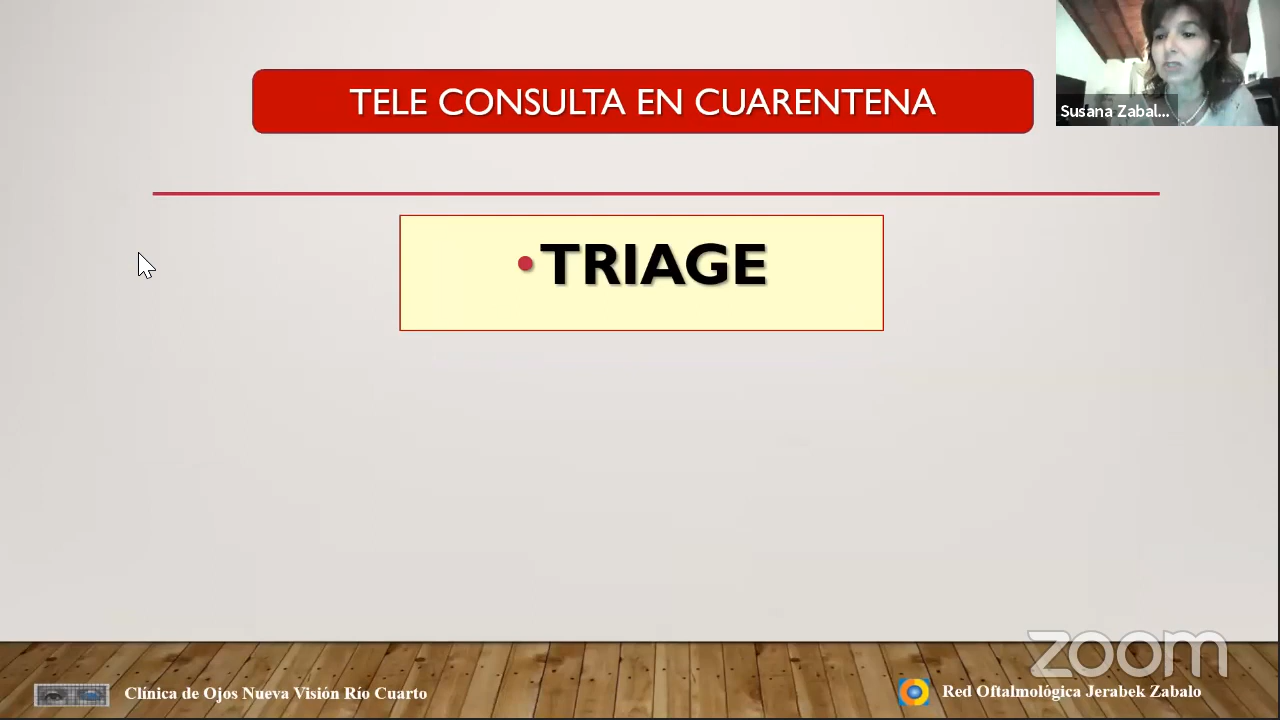 TELE CONSULTA EN CUARENTENA
Susana Zabal...
•TRIAGE
zoom
Clínica de Ojos Nueva Visión Río Cuarto
Red Oftalmológica Jerabek Zabalo